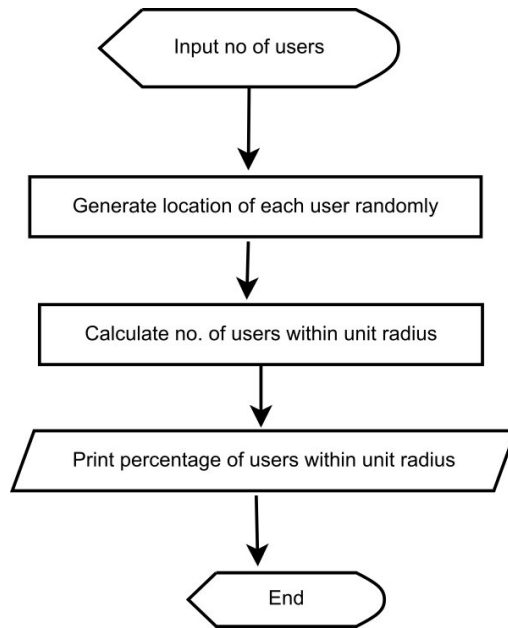 Input no of users
Generate location of each user randomly
Calculate no. of users within unit radius
Print percentage of users within unit radius
End